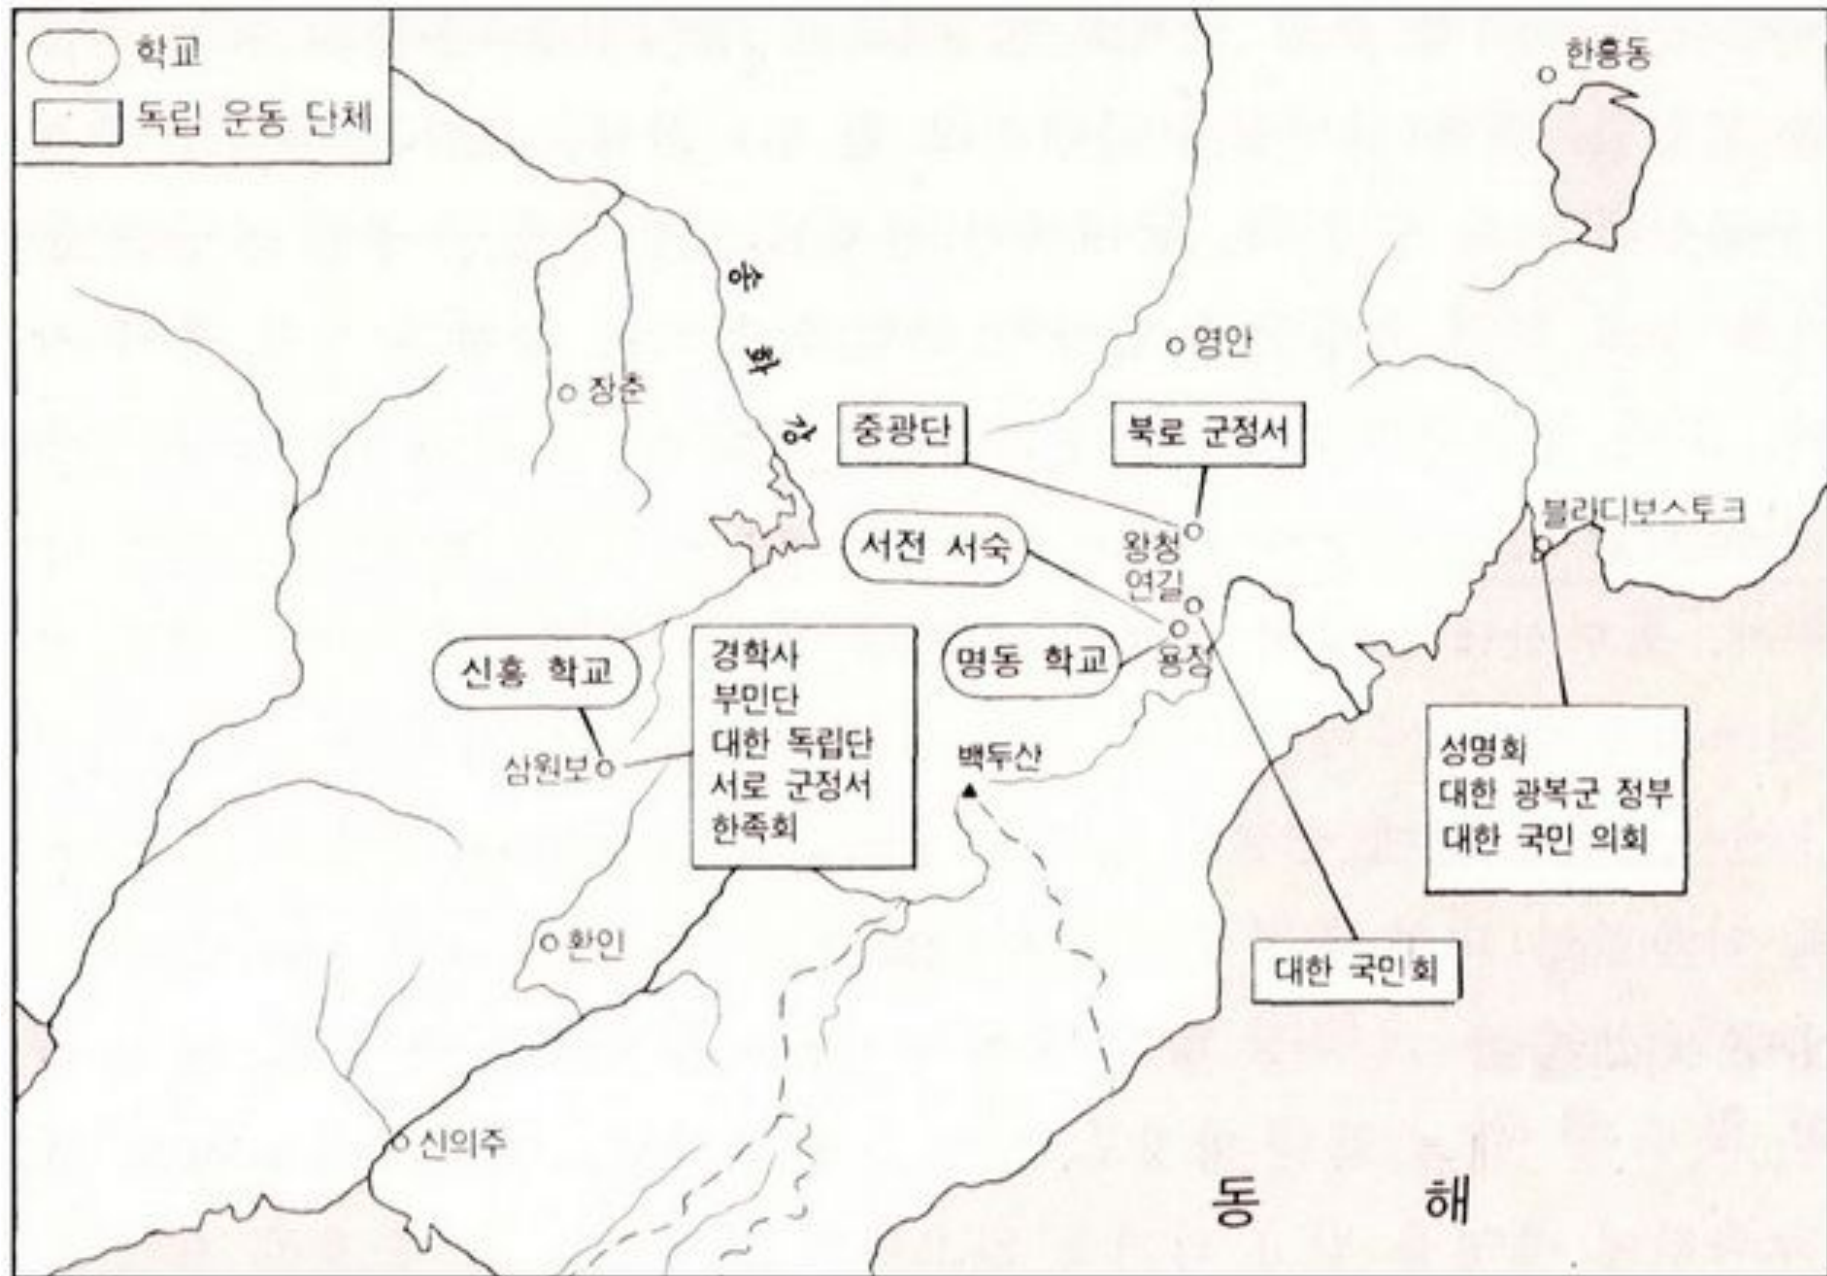 학교
독립 운동 단체
한흥동
송화강
영안
장춘
중광단
북로 군정서
블라디보스토크
서전 서숙
왕청
연길
신흥 학교
경학사
부민단
대한 독립단
서로 군정서
한족회
명동 학교
용정
삼원보
백두산
성명회
대한 광복군 정부
대한 국민 의회
환인
대한 국민회
신의주
동해